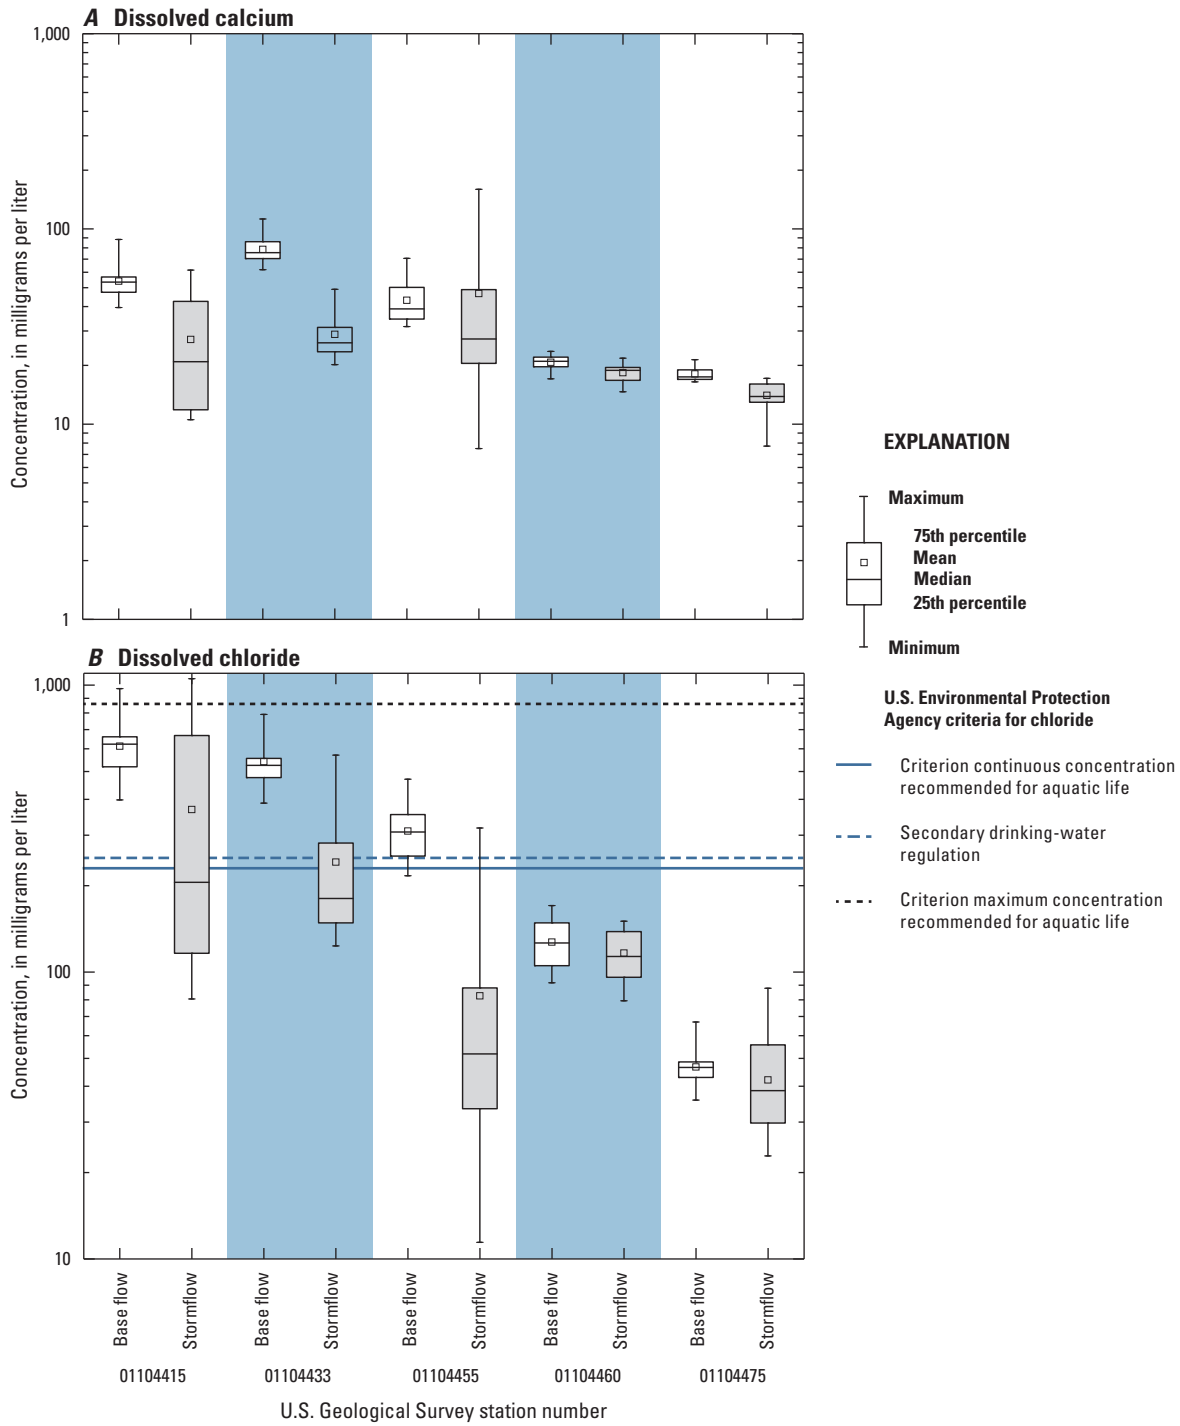 A Dissolved calcium
1,000
100
10
1
Concentration, in milligrams per liter
B Dissolved chloride
1,000
100
10
Concentration, in milligrams per liter
Base flow
Stormflow
Base flow
Stormflow
Base flow
Stormflow
Base flow
Stormflow
Base flow
Stormflow
01104415
01104433
01104455
01104460
01104475
U.S. Geological Survey station number
EXPLANATION
Maximum
75th percentile
Mean
Median
25th percentile
Minimum
U.S. Environmental Protection
Agency criteria for chloride
Criterion continuous concentration
recommended for aquatic life
Secondary drinking-water
regulation
Criterion maximum concentration
recommended for aquatic life